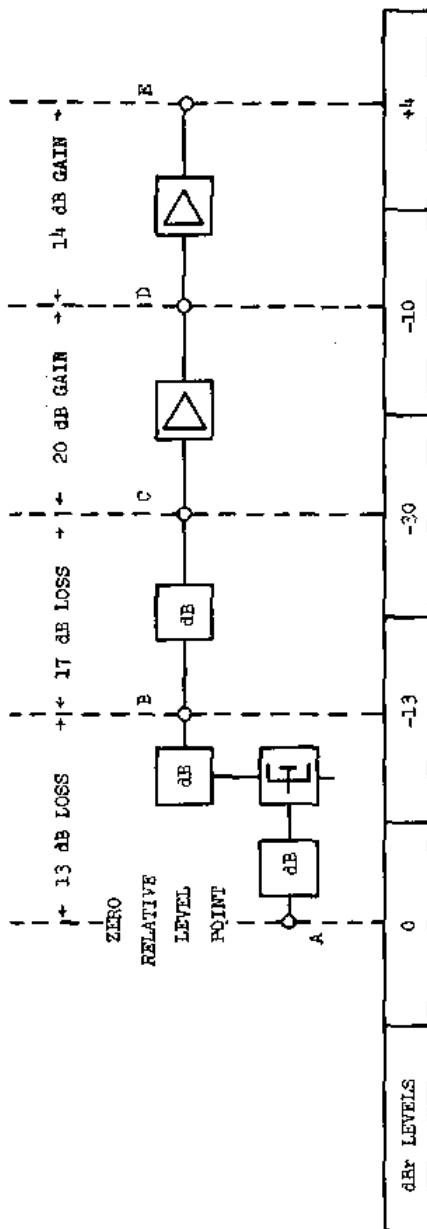 13 dB LOSS
17 dB LOSS
20 dB GAIN
14 dB GAIN
ZERO
RELATIVE
LEVEL
POINT
A
B
C
D
E
dB
dB
dB
dBr LEVELS
0
-13
-30
-10
+4